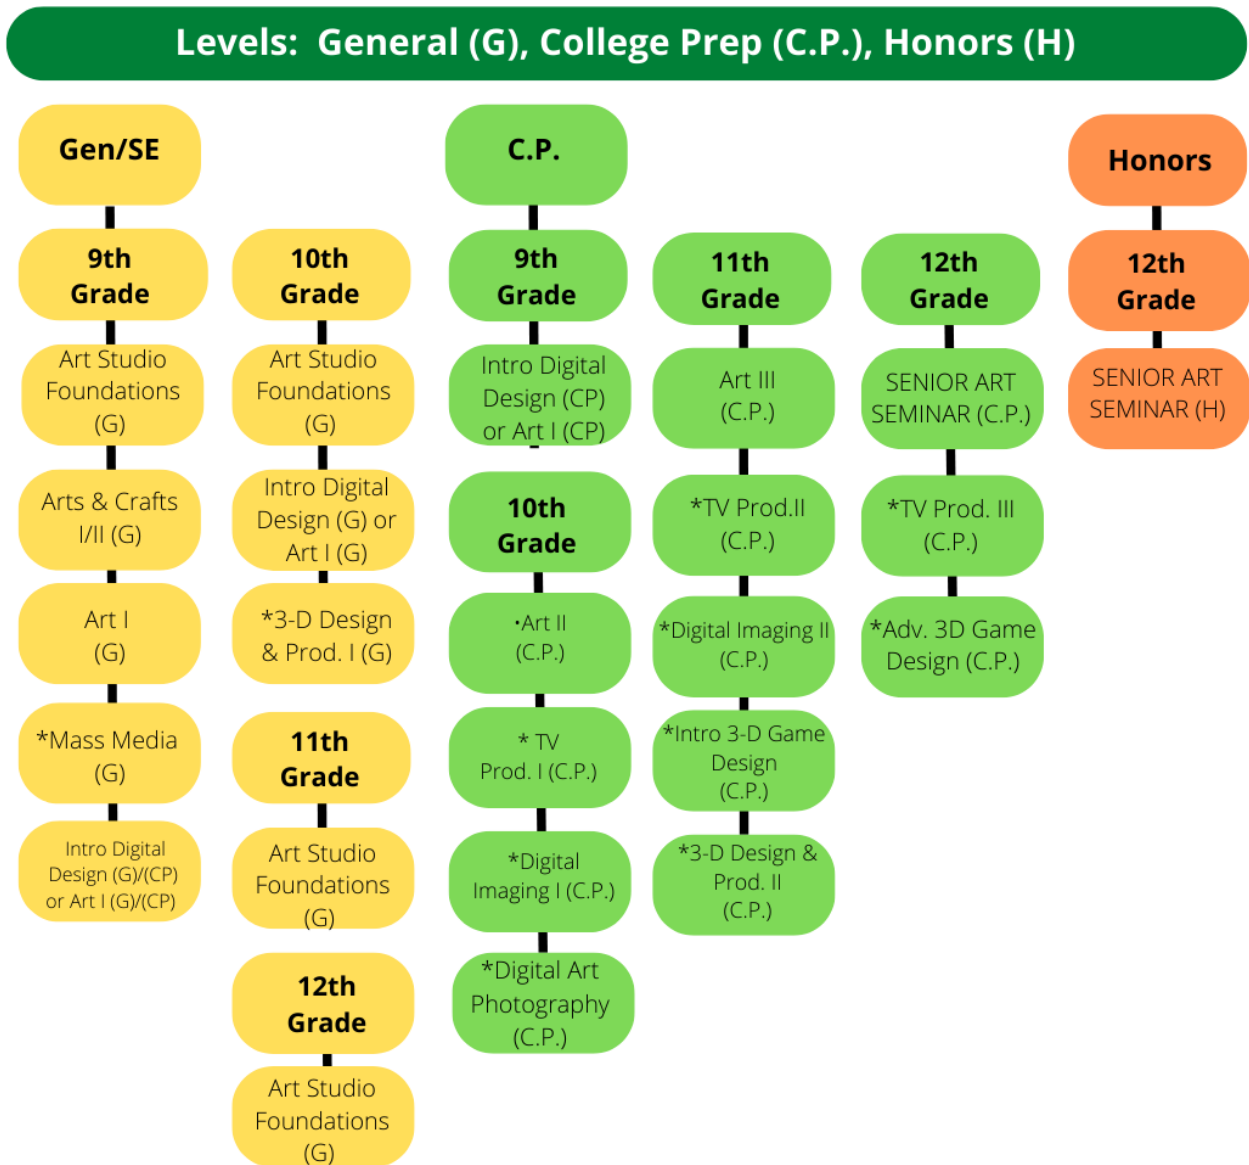 Levels:  General (G), College Prep (C.P.), Honors (H)
Gen/SE
9th
Grade
Art Studio
Foundations
(G)
Arts & Crafts
I/II (G)
Art I
(G)
*Mass Media
(G)
Intro Digital
Design (G)/(CP)
or Art I (G)/(CP)
10th
Grade
Art Studio
Foundations
(G)
Intro Digital
Design (G) or
Art I (G)
*3-D Design
& Prod. I (G)
11th
Grade
Art Studio
Foundations
(G)
12th
Grade
Art Studio
Foundations
(G)
C.P.
9th
Grade
Intro Digital
Design (CP)
or Art I (CP)
10th
Grade
•Art II
(C.P.)
* TV
Prod. I (C.P.)
*Digital
Imaging I (C.P.)
*Digital Art
Photography
(C.P.)
11th
Grade
Art III
(C.P.)
*TV Prod.II
(C.P.)
*Digital Imaging II
(C.P.)
*Intro 3-D Game
Design
(C.P.)
*3-D Design &
Prod. II
(C.P.)
12th
Grade
SENIOR ART
SEMINAR (C.P.)
*TV Prod. III
(C.P.)
*Adv. 3D Game
Design (C.P.)
Honors
12th
Grade
SENIOR ART
SEMINAR (H)